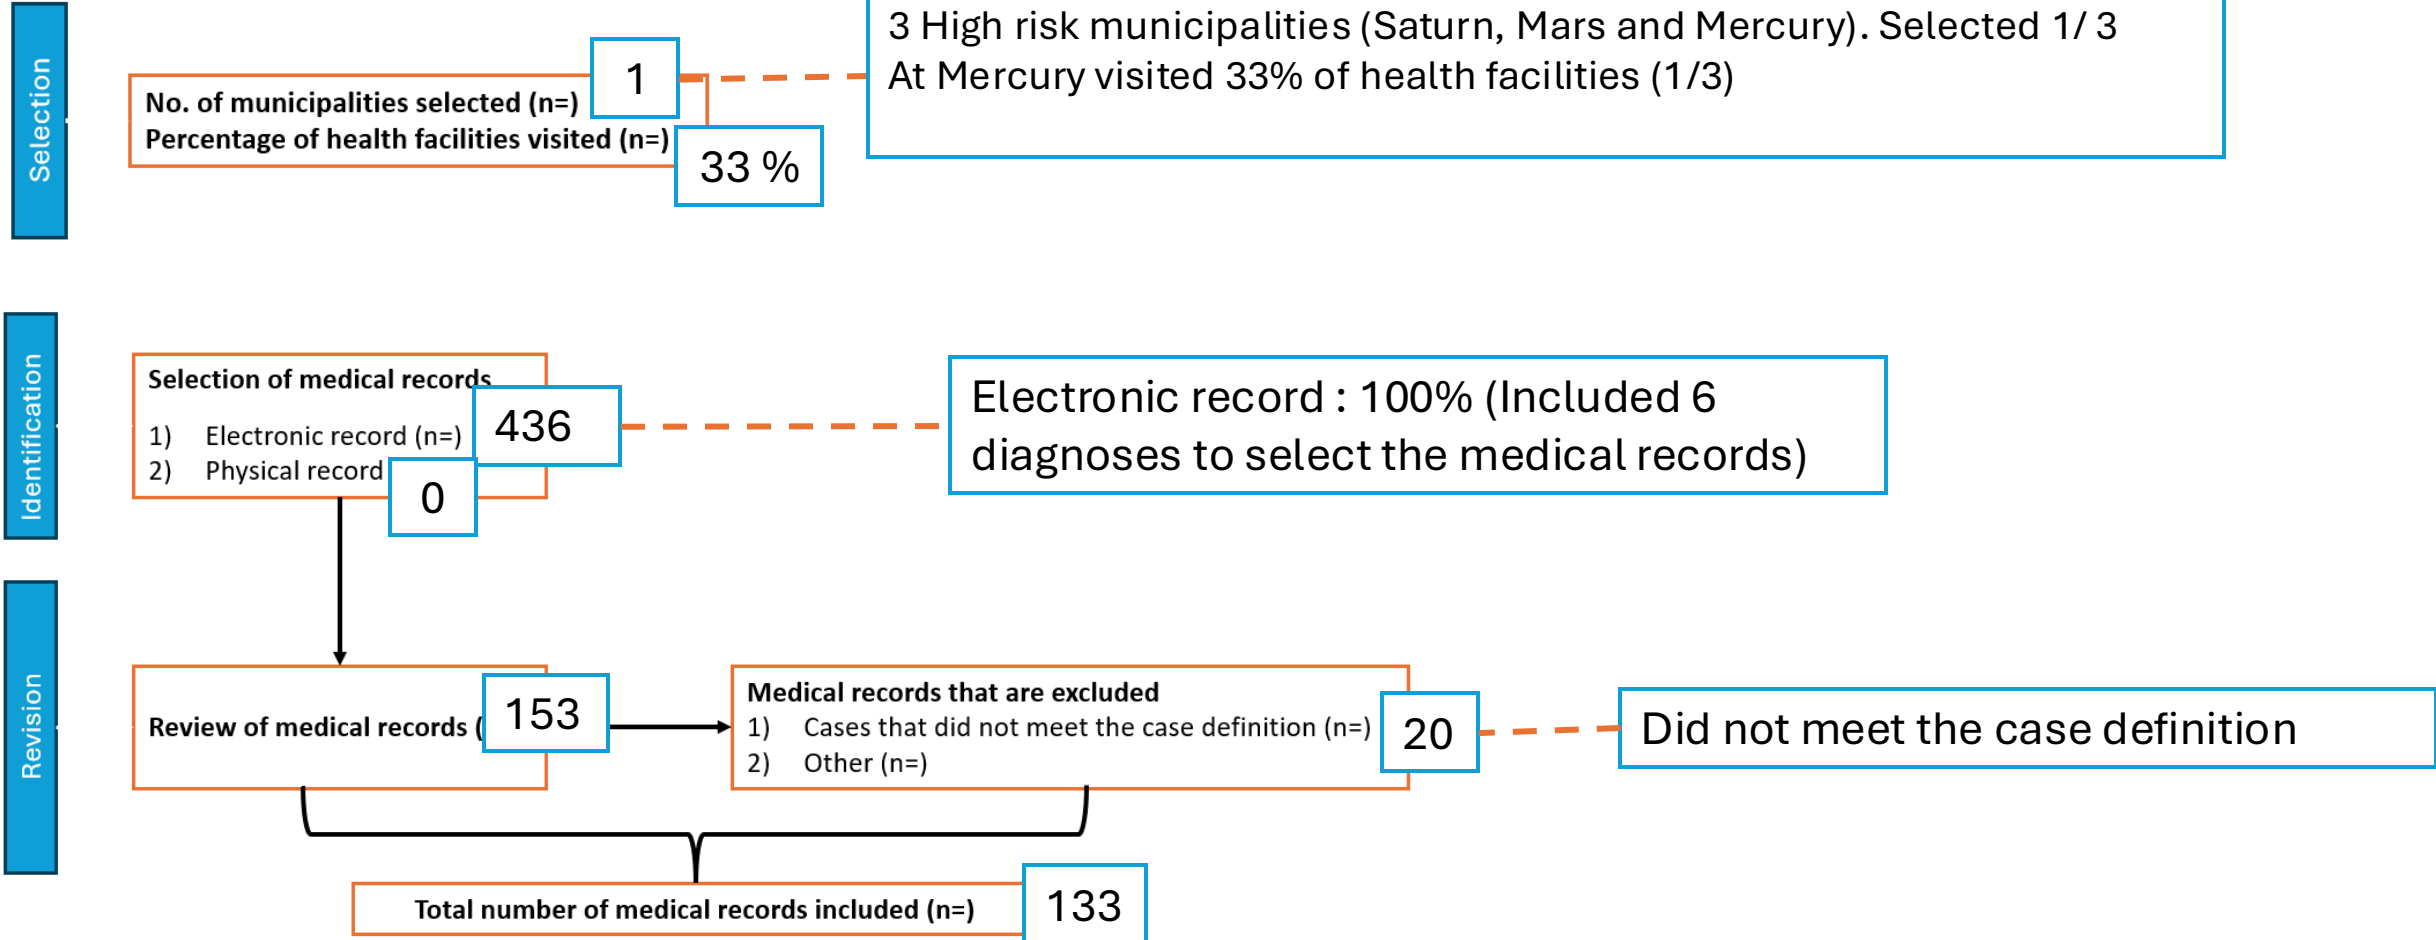 Selection
3 High risk municipalities (Saturn, Mars and Mercury). Selected 1/ 3
At Mercury visited 33% of health facilities (1/3)
No. of municipalities selected (n=)
1
Percentage of health facilities visited (n=)
33 %
Identification
Selection of medical records
1) Electronic record (n=)
436
2) Physical record
0
Electronic record : 100% (Included 6
diagnoses to select the medical records)
Revision
Review of medical records (
153
Medical records that are excluded
1) Cases that did not meet the case definition (n=)
2) Other (n=)
20
Did not meet the case definition
Total number of medical records included (n=)
133